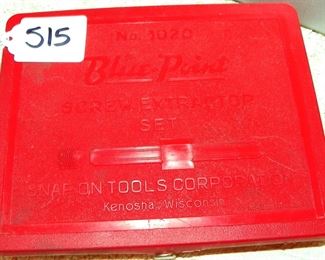 515
No. 1020
Blue-Point
SCREW EXTRACTOR
SET
SNAP-ON TOOLS CORPORATION
Kenosha, Wisconsin